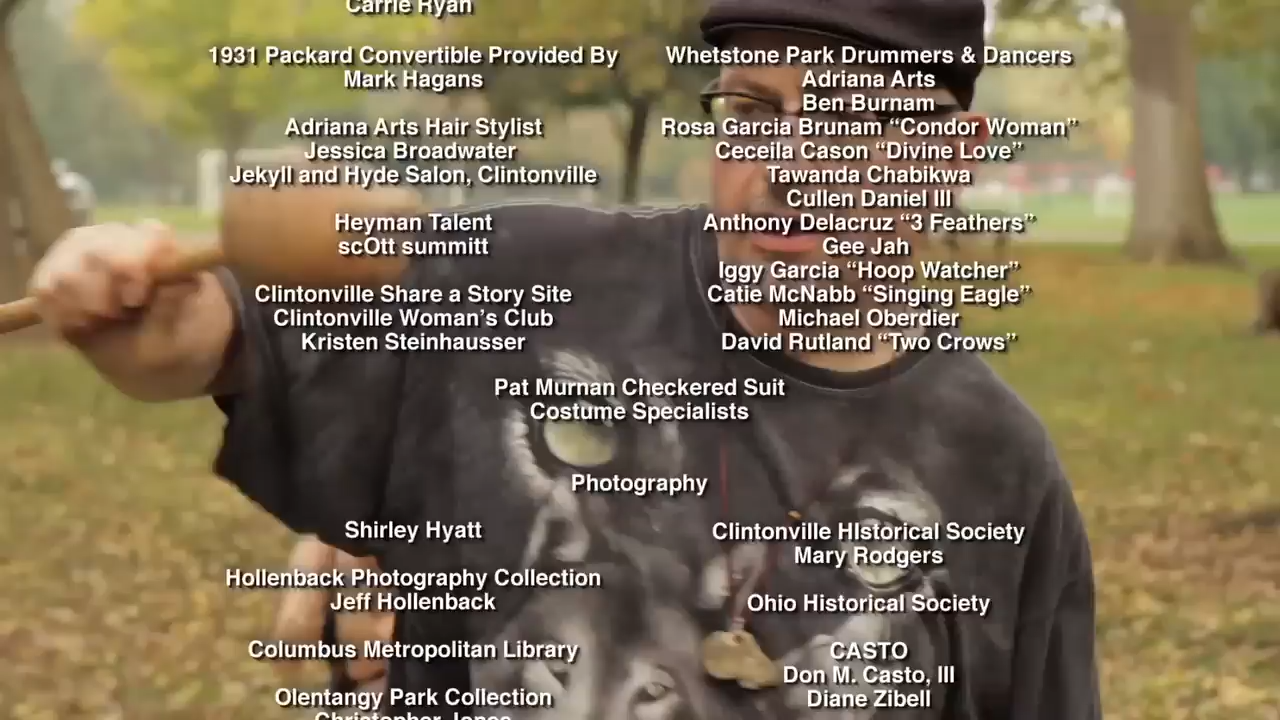 Carrie Ryan
1931 Packard Convertible Provided By
Mark Hagans
Adriana Arts Hair Stylist
Jessica Broadwater
Jekyll and Hyde Salon, Clintonville
Heyman Talent
scOtt summitt
Clintonville Share a Story Site
Clintonville Woman's Club
Kristen Steinhausser
Whetstone Park Drummers & Dancers
Adriana Arts
Ben Burnam
Rosa Garcia Brunam “Condor Woman”
Ceceila Cason “Divine Love”
Tawanda Chabikwa
Cullen Daniel III
Anthony Delacruz “3 Feathers”
Gee Jah
Iggy Garcia “Hoop Watcher”
Catie McNabb “Singing Eagle”
Michael Oberdier
David Rutland “Two Crows”
Pat Murnan Checkered Suit
Costume Specialists
Photography
Shirley Hyatt
Hollenback Photography Collection
Jeff Hollenback
Columbus Metropolitan Library
Olentangy Park Collection
Christopher Jones
Clintonville HIstorical Society
Mary Rodgers
Ohio Historical Society
CASTO
Don M. Casto, III
Diane Zibell